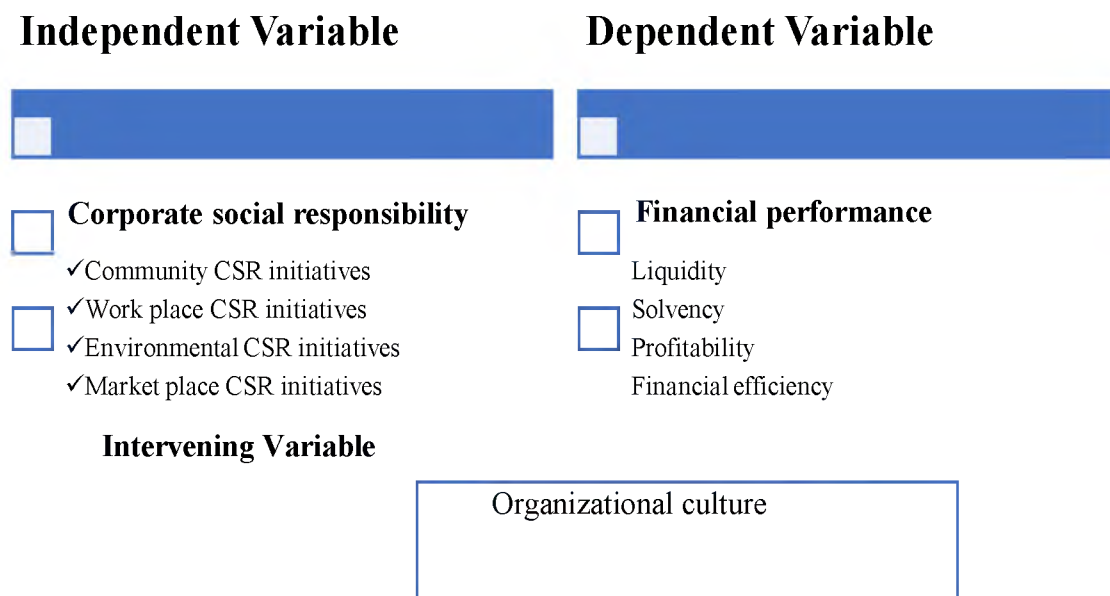 Independent Variable
Dependent Variable
Corporate social responsibility
✓Community CSR initiatives
✓Work place CSR initiatives
✓Environmental CSR initiatives
✓Market place CSR initiatives
Financial performance
Liquidity
Solvency
Profitability
Financial efficiency
Intervening Variable
Organizational culture